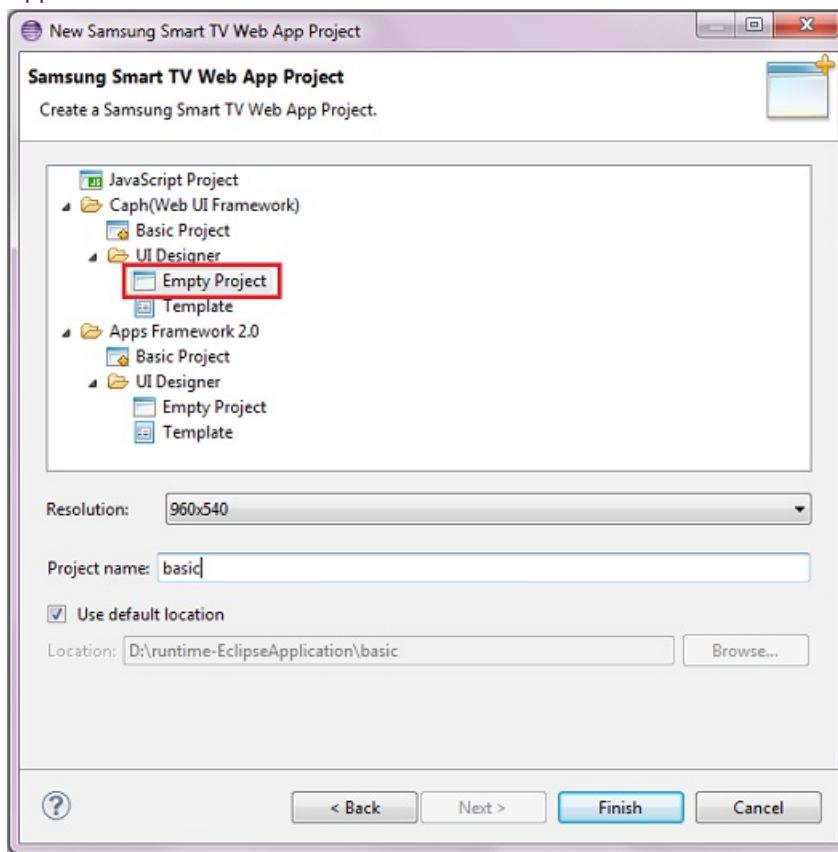 New Samsung Smart TV Web App Project
Samsung Smart TV Web App Project
Create a Samsung Smart TV Web App Project.
JavaScript Project
Caph(Web UI Framework)
Basic Project
UI Designer
Empty Project
Template
Apps Framework 2.0
Basic Project
UI Designer
Empty Project
Template
Resolution: 960x540
Project name: basic
Use default location
Location: D:\runtime-EclipseApplication\basic Browse...
? < Back Next > Finish Cancel